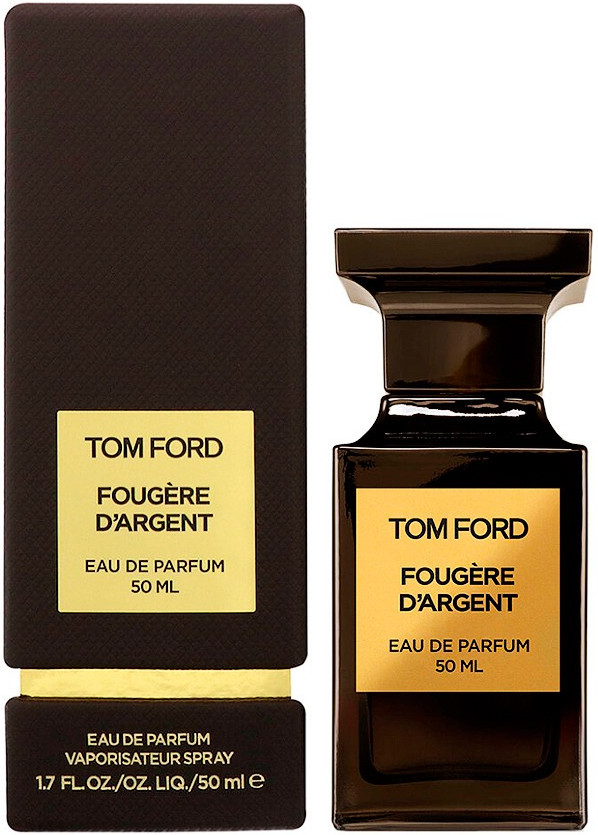 TOM FORD
FOUGÈRE
D'ARGENT
EAU DE PARFUM
50 ML
EAU DE PARFUM
VAPORISATEUR SPRAY
1.7 FL.OZ./OZ. LIQ./50 ml e
TOM FORD
FOUGÈRE
D'ARGENT
EAU DE PARFUM
50 ML